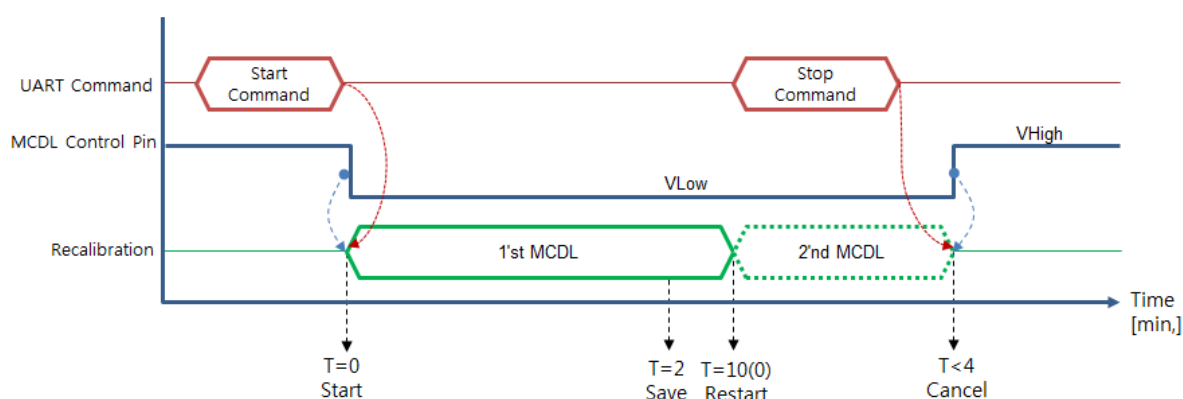 Start
Command
Stop
Command
UART Command
MCDL Control Pin
VHigh
VLow
Recalibration
1'st MCDL
2'nd MCDL
Time
[min,]
T=0
Start
T=2
Save
T=10(0)
Restart
T<4
Cancel